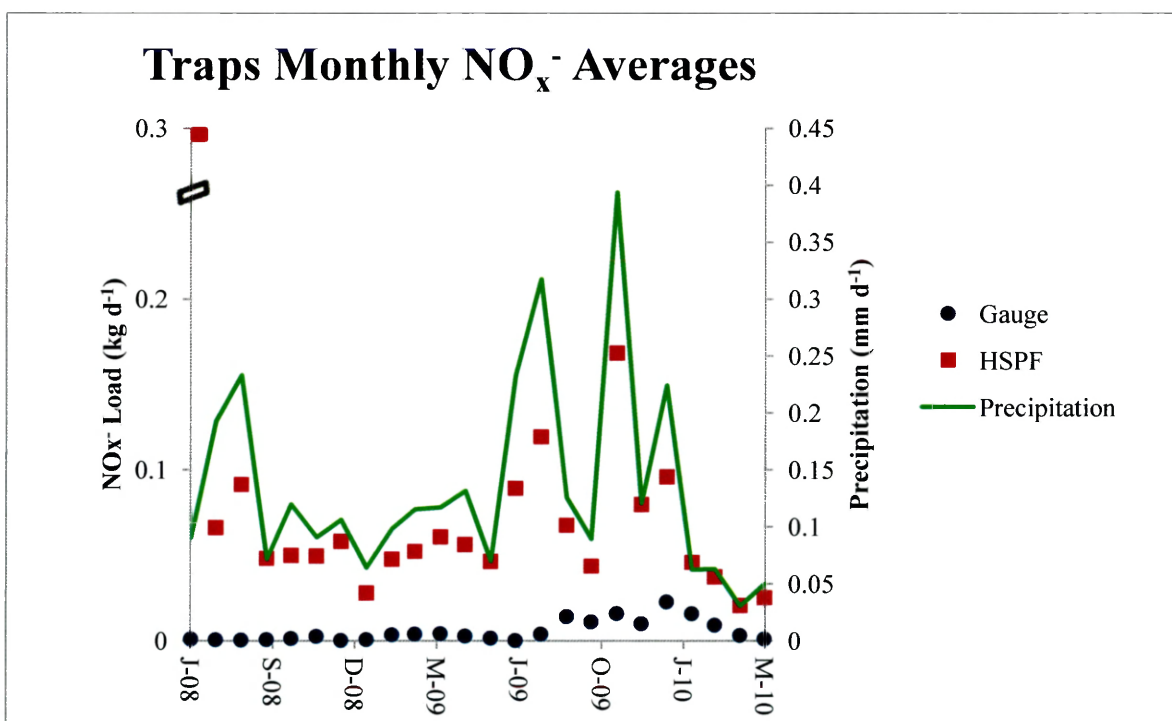 Traps Monthly NOx⁻ Averages
0.3
0.2
0.1
0
NOx⁻ Load (kg d⁻¹)
0.45
0.4
0.35
0.3
0.25
0.2
0.15
0.1
0.05
0
Precipitation (mm d⁻¹)
J-08
S-08
D-08
M-09
J-09
O-09
J-10
M-10
Gauge
HSPF
Precipitation